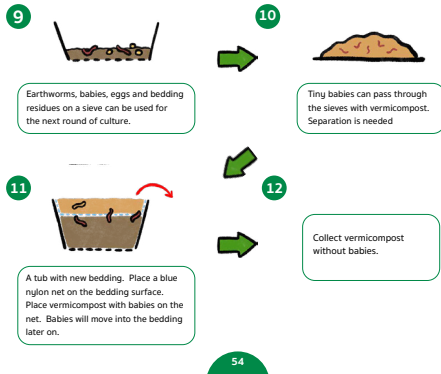 9
Earthworms, babies, eggs and bedding
residues on a sieve can be used for
the next round of culture.
10
Tiny babies can pass through
the sieves with vermicompost.
Separation is needed
11
A tub with new bedding. Place a blue
nylon net on the bedding surface.
Place vermicompost with babies on the
net. Babies will move into the bedding
later on.
12
Collect vermicompost
without babies.
54